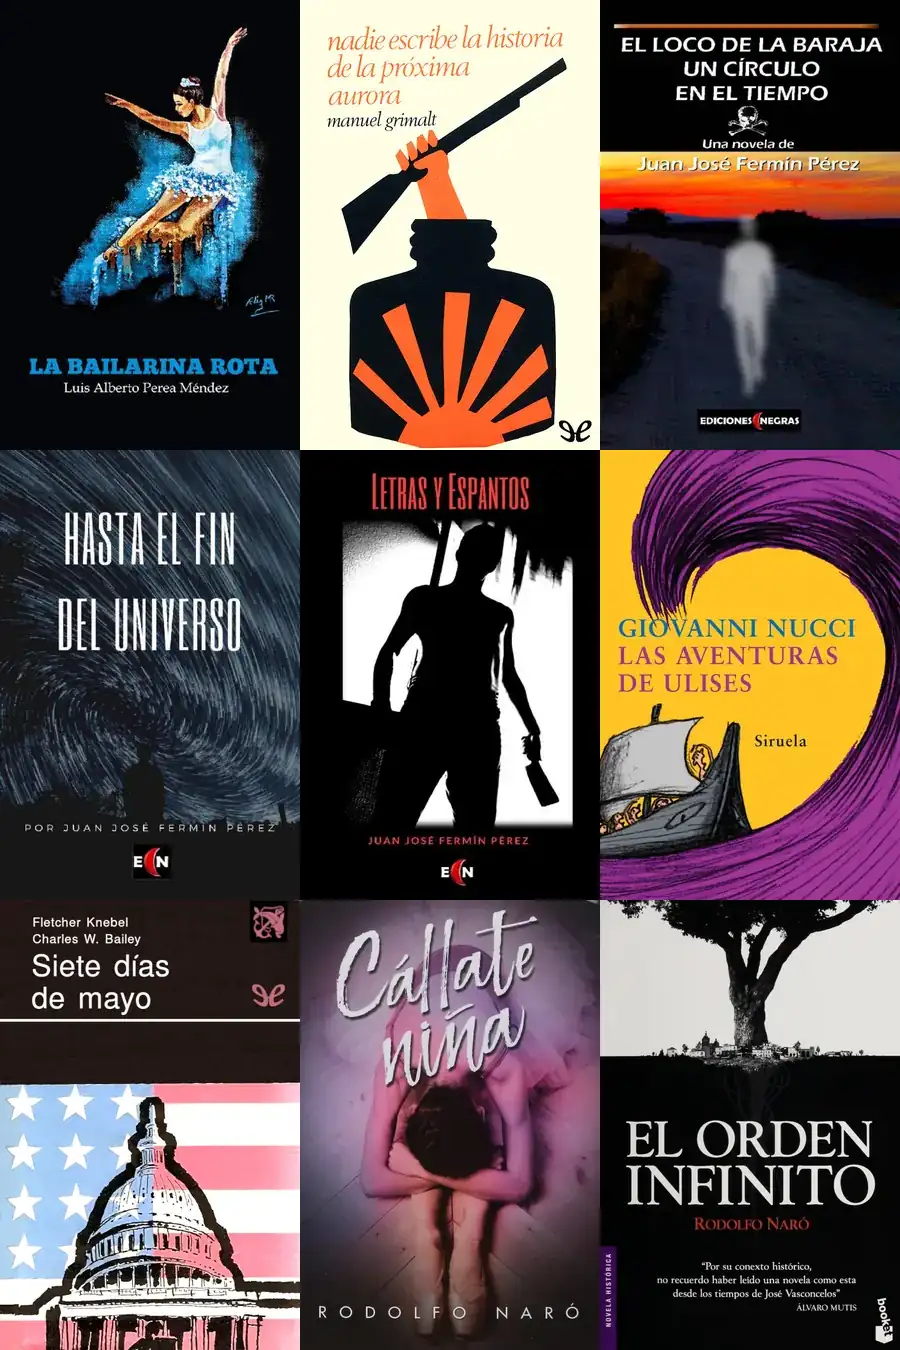 LA BAILARINA ROTA
Luis Alberto Perea Méndez
nadie escribe la historia
de la próxima
aurora
manuel grimalt
EL LOCO DE LA BARAJA
UN CÍRCULO
EN EL TIEMPO
Una novela de
Juan José Fermín Pérez
EDICIONES NEGRAS
HASTA EL FIN
DEL UNIVERSO
POR JUAN JOSÉ FERMÍN PÉREZ
ECN
LETRAS Y ESPANTOS
JUAN JOSÉ FERMÍN PÉREZ
ECN
GIOVANNI NUCCI
LAS AVENTURAS
DE ULISES
Siruela
Fletcher Knebel
Charles W. Bailey
Siete días
de mayo
Cállate
niña
RODOLFO NARÓ
EL ORDEN
INFINITO
RODOLFO NARÓ
"Por su conexto histórico,
no recuerdo haber leído una novela como esta
desde los tiempos de José Vasconcelos"
ÁLVARO MUTIS
NOVELA HISTÓRICA
booket